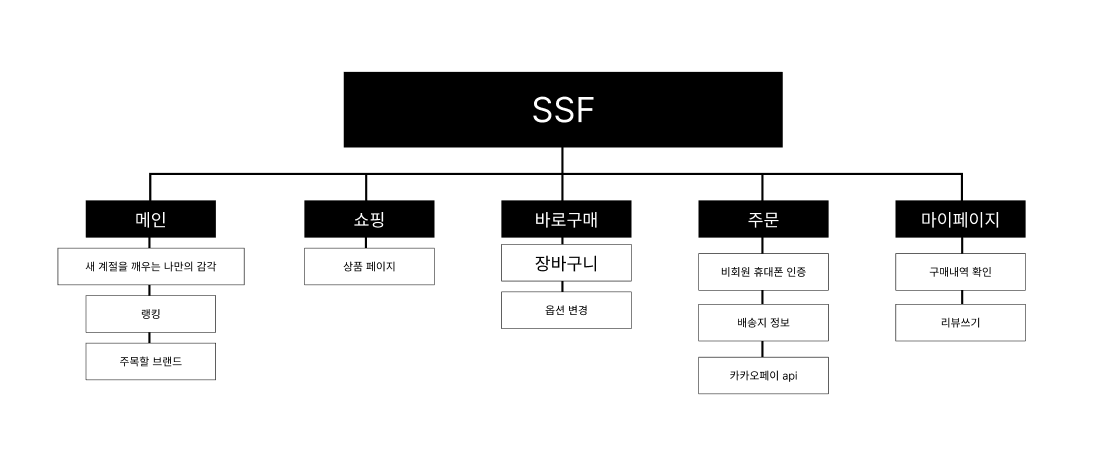 SSF
메인
새 계절을 깨우는 나만의 감각
랭킹
주목할 브랜드
쇼핑
상품 페이지
바로구매
장바구니
옵션 변경
주문
비회원 휴대폰 인증
배송지 정보
카카오페이 api
마이페이지
구매내역 확인
리뷰쓰기